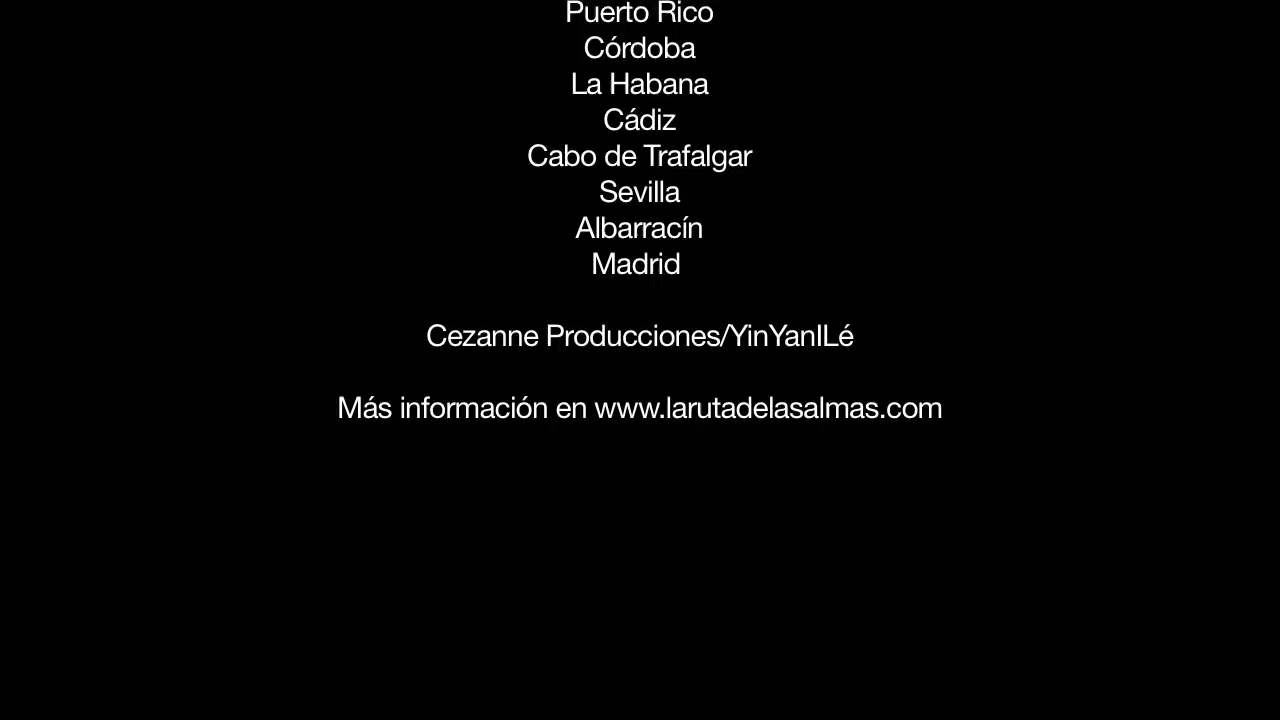 Puerto Rico
Córdoba
La Habana
Cádiz
Cabo de Trafalgar
Sevilla
Albarracín
Madrid
Cezanne Producciones/YinYanILé
Más información en www.larutadelasalmas.com